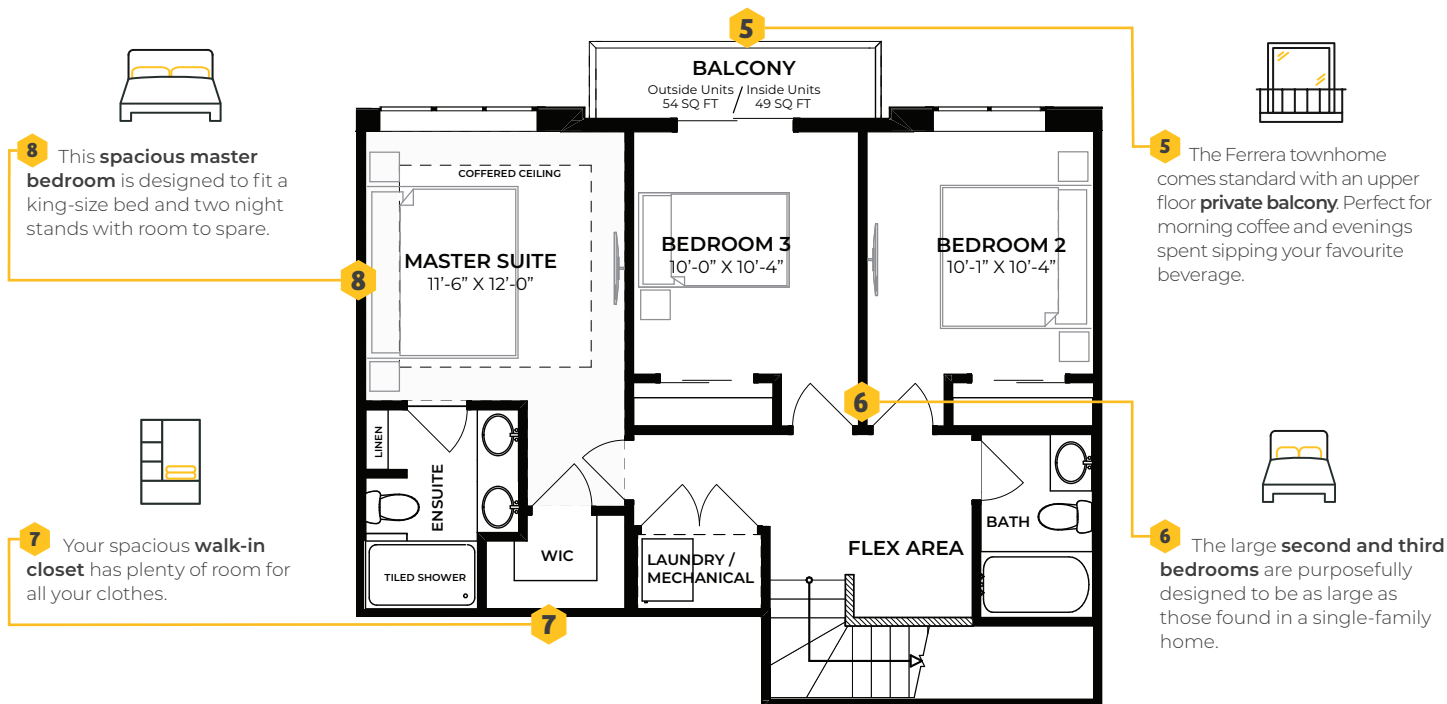 5
BALCONY
Outside Units / Inside Units
54 SQ FT 49 SQ FT
8 This spacious master
bedroom is designed to fit a
king-size bed and two night
stands with room to spare.
5 The Ferrera townhome
comes standard with an upper
floor private balcony. Perfect for
morning coffee and evenings
spent sipping your favourite
beverage.
COFFERED CEILING
MASTER SUITE
11'-6" X 12'-0"
8
BEDROOM 3
10'-0" X 10'-4"
BEDROOM 2
10'-1" X 10'-4"
6
LINEN
ENSUITE
TILED SHOWER
WIC
LAUNDRY /
MECHANICAL
FLEX AREA
BATH
7 Your spacious walk-in
closet has plenty of room for
all your clothes.
7
6 The large second and third
bedrooms are purposefully
designed to be as large as
those found in a single-family
home.